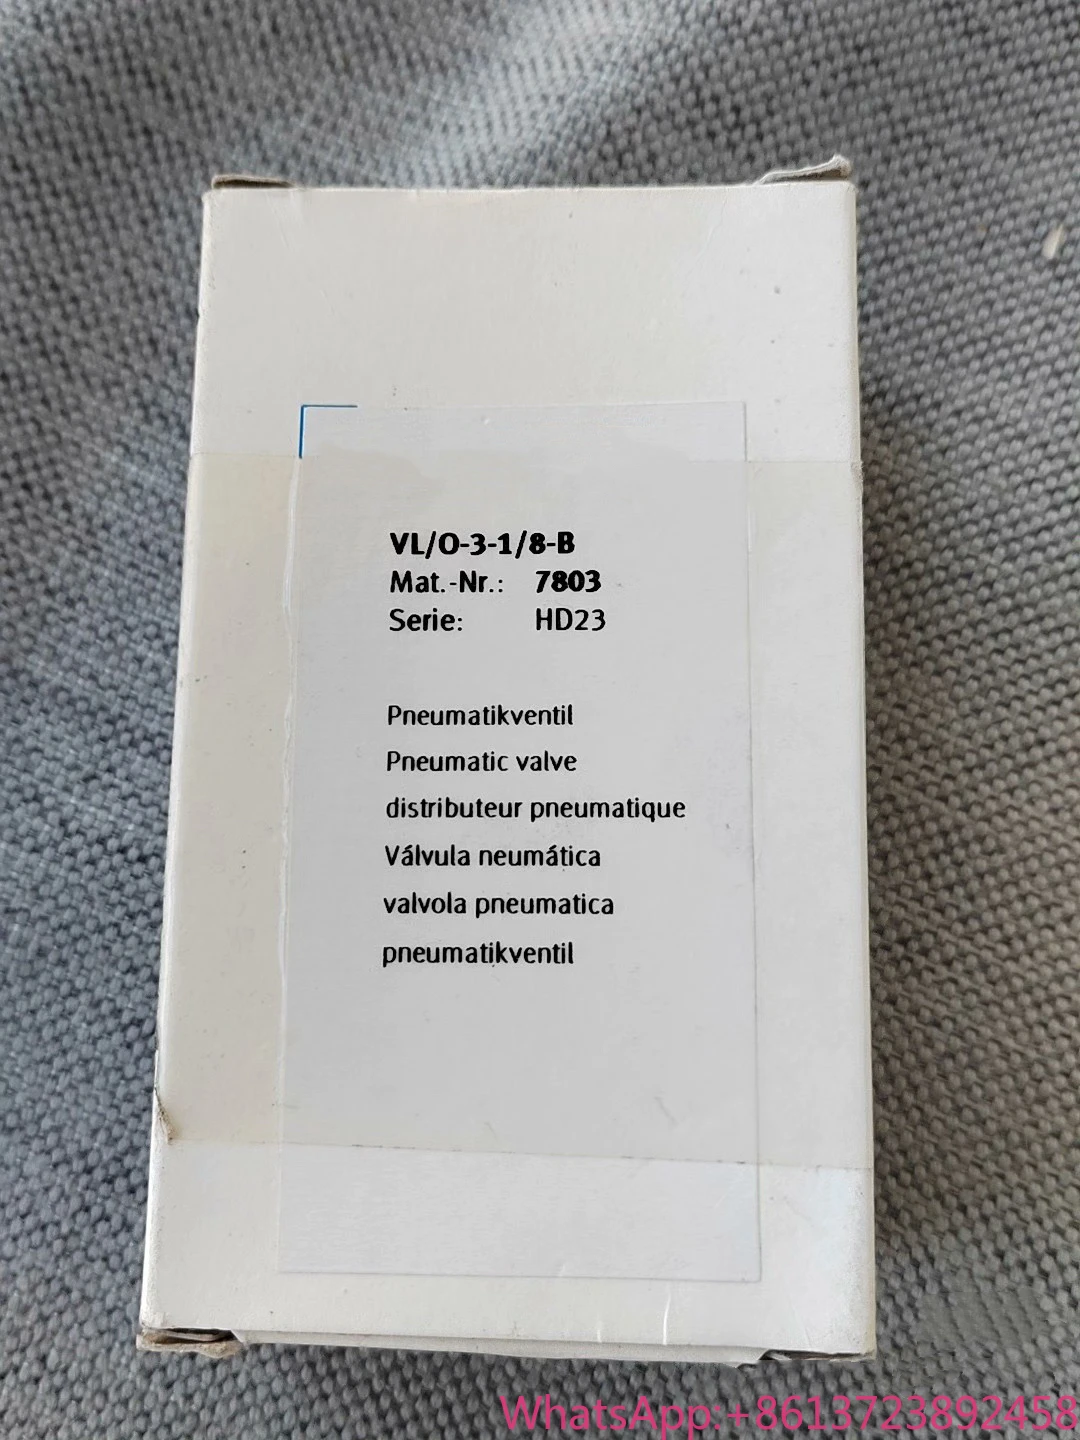 VL/O-3-1/8-B
Mat.-Nr.: 7803
Serie: HD23
Pneumatikventil
Pneumatic valve
distributeur pneumatique
Válvula neumática
valvola pneumatica
pneumatikventil
WhatsApp:+8613723892458